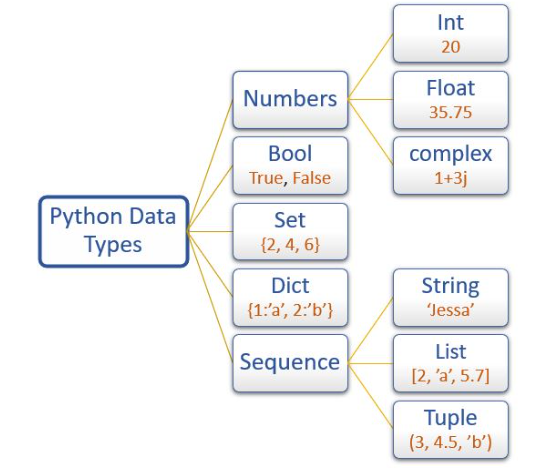 Int
20
Numbers
Float
35.75
complex
1+3j
Bool
True, False
Python Data
Types
Set
{2, 4, 6}
Dict
{1:’a’, 2:’b’}
Sequence
String
‘Jessa’
List
[2, ’a’, 5.7]
Tuple
(3, 4.5, ’b’)